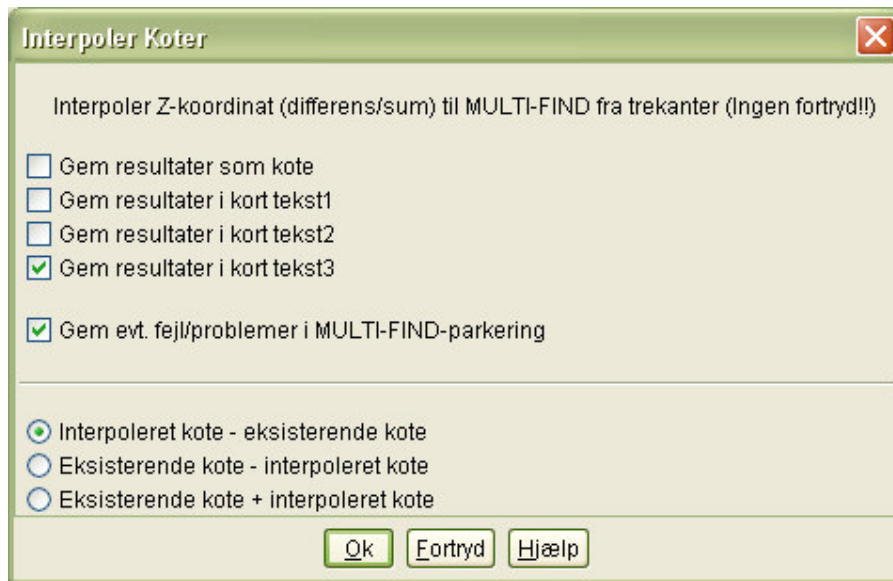 Interpoler Koter
Interpoler Z-koordinat (differens/sum) til MULTI-FIND fra trekanter (Ingen fortryd!!)
Gem resultater som kote
Gem resultater i kort tekst1
Gem resultater i kort tekst2
Gem resultater i kort tekst3
Gem evt. fejl/problemer i MULTI-FIND-parkering
Interpoleret kote - eksisterende kote
Eksisterende kote - interpoleret kote
Eksisterende kote + interpoleret kote
Ok Fortryd Hjælp